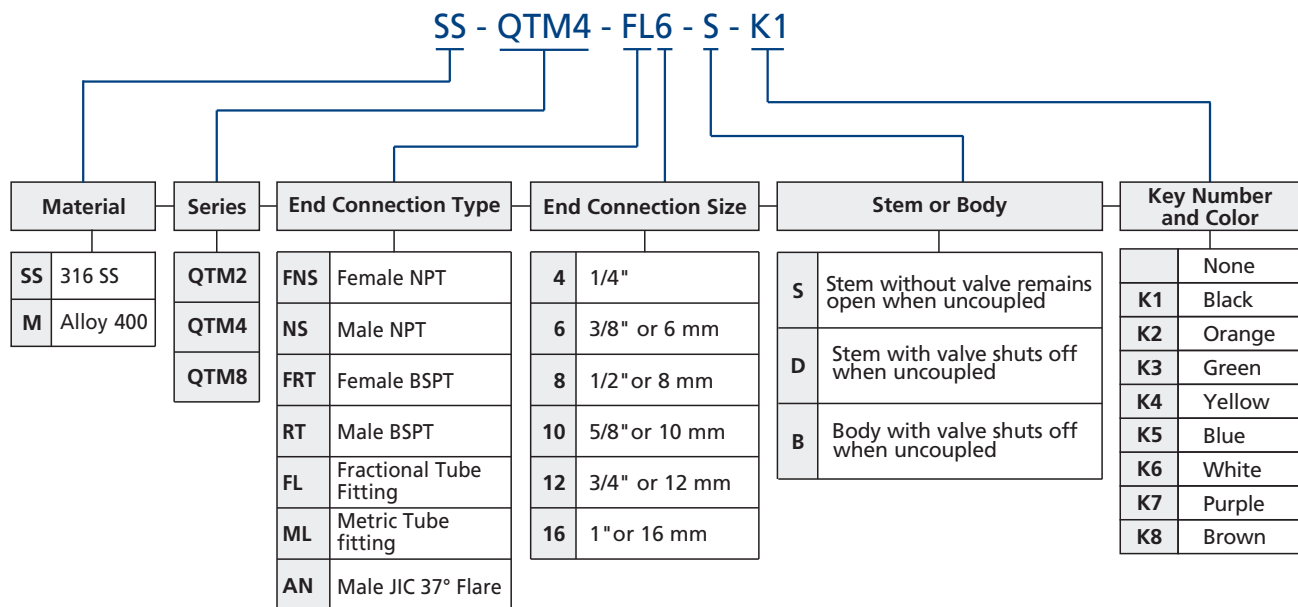 SS - QTM4 - FL6 - S - K1
Material
Series
End Connection Type
End Connection Size
Stem or Body
Key Number
and Color
SS 316 SS
M Alloy 400
QTM2
QTM4
QTM8
FNS Female NPT
NS Male NPT
FRT Female BSPT
RT Male BSPT
FL Fractional Tube
Fitting
ML Metric Tube
fitting
AN Male JIC 37° Flare
4 1/4"
6 3/8" or 6 mm
8 1/2"or 8 mm
10 5/8"or 10 mm
12 3/4" or 12 mm
16 1"or 16 mm
S Stem without valve remains
open when uncoupled
D Stem with valve shuts off
when uncoupled
B Body with valve shuts off
when uncoupled
None
K1 Black
K2 Orange
K3 Green
K4 Yellow
K5 Blue
K6 White
K7 Purple
K8 Brown